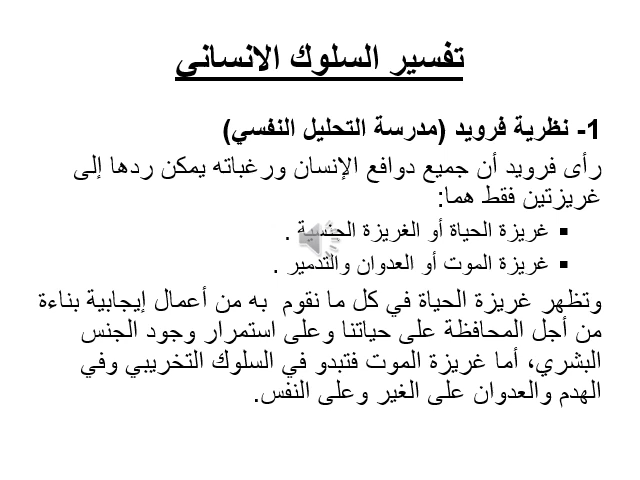 تفسير السلوك الانساني
1- نظرية فرويد (مدرسة التحليل النفسي)
رأى فرويد أن جميع دوافع الإنسان ورغباته يمكن ردها إلى
غريزتين فقط هما:
▪ غريزة الحياة أو الغريزة الجنسية .
▪ غريزة الموت أو العدوان والتدمير .
وتظهر غريزة الحياة في كل ما نقوم به من أعمال إيجابية بناءة
من أجل المحافظة على حياتنا وعلى استمرار وجود الجنس
البشري، أما غريزة الموت فتبدو في السلوك التخريبي وفي
الهدم والعدوان على الغير وعلى النفس.